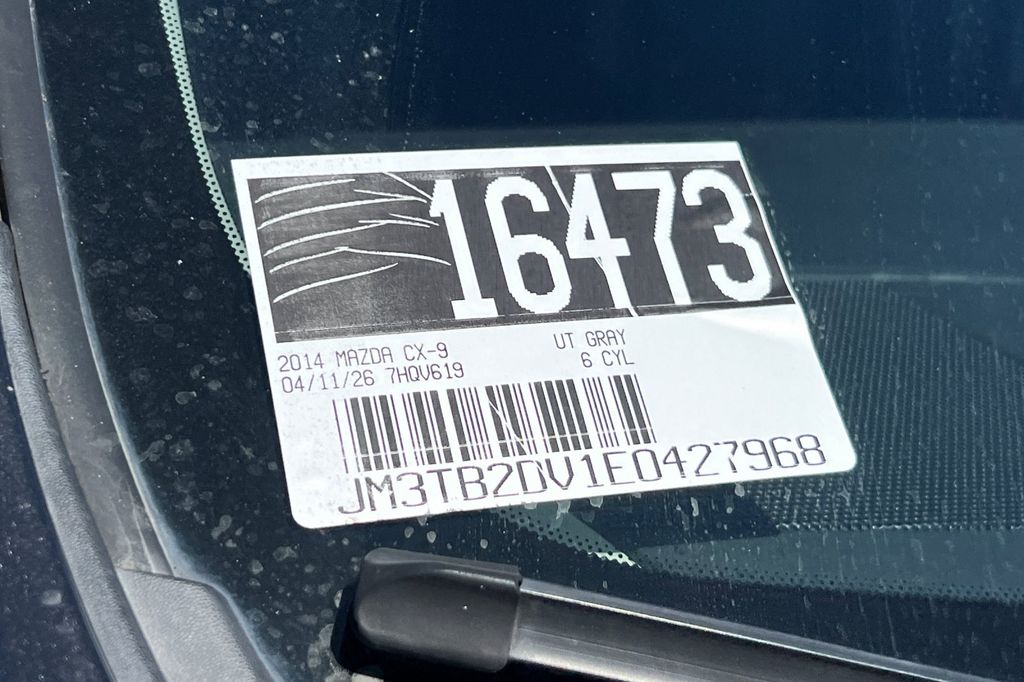 16473
2014 MAZDA CX-9 UT GRAY
04/11/26 7HQV619 6 CYL
JM3TB2DV1E0427968